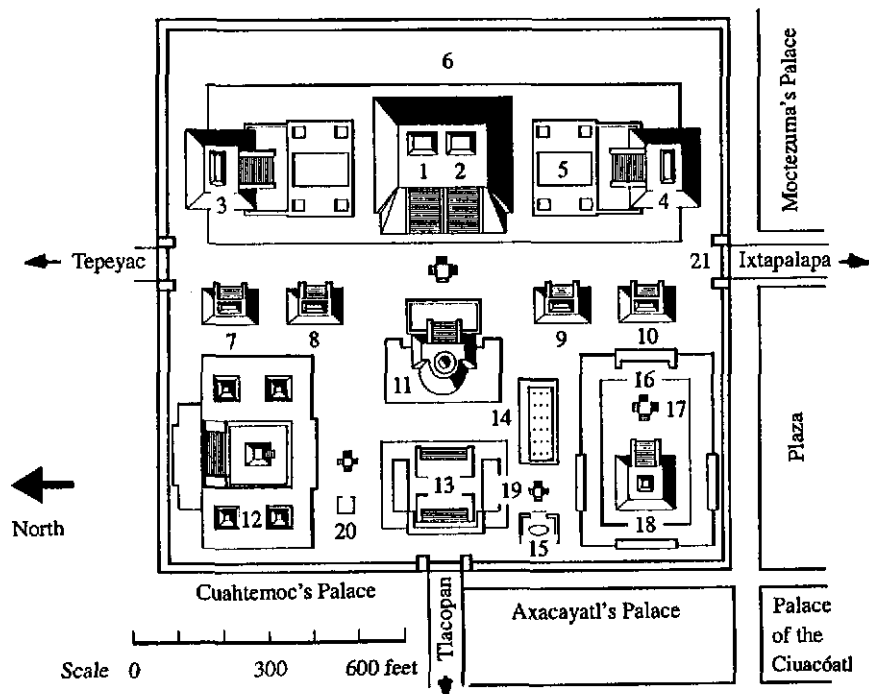 6
Moctezuma's Palace
1
2
5
3
4
Tepeyac
21
Ixtapalapa
7
8
9
10
11
16
17
14
Plaza
13
19
North
12
20
15
18
Cuahtemoc's Palace
Tlacopan
Axacayatl's Palace
Palace
of the
Ciuacóatl
Scale 0 300 600 feet